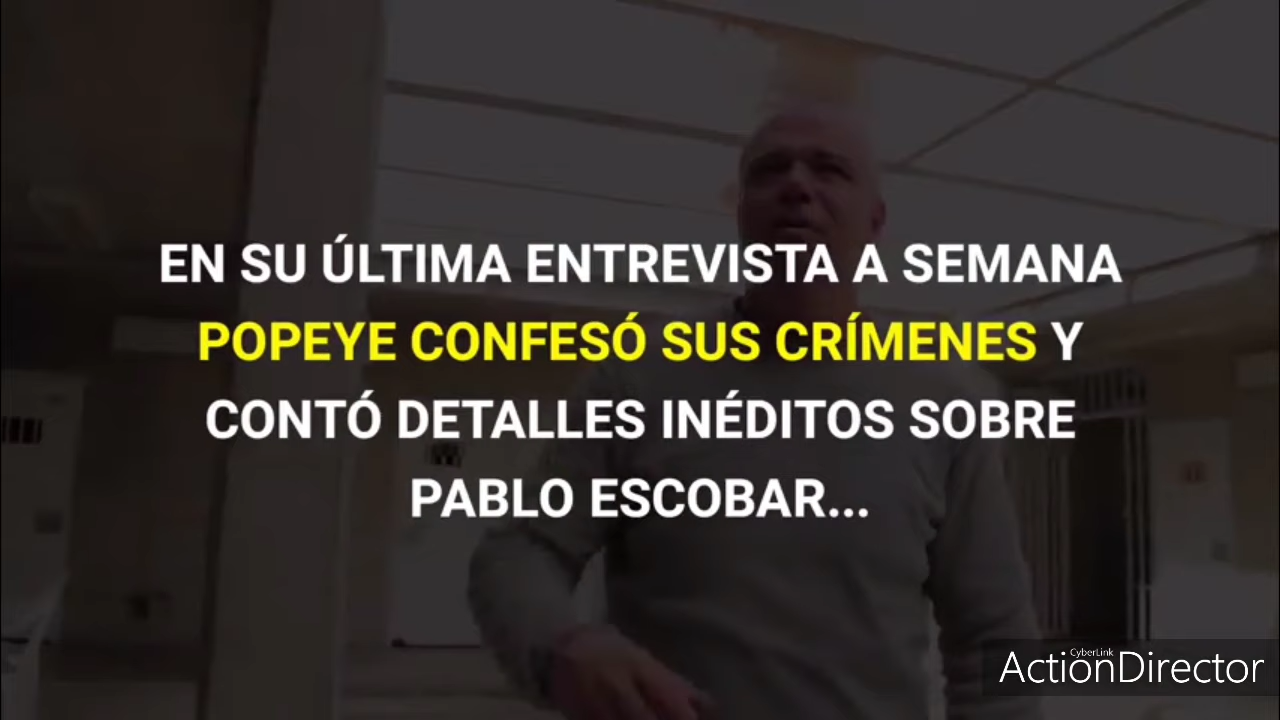 EN SU ÚLTIMA ENTREVISTA A SEMANA
POPEYE CONFESÓ SUS CRÍMENES Y
CONTÓ DETALLES INÉDITOS SOBRE
PABLO ESCOBAR...
CyberLink
ActionDirector